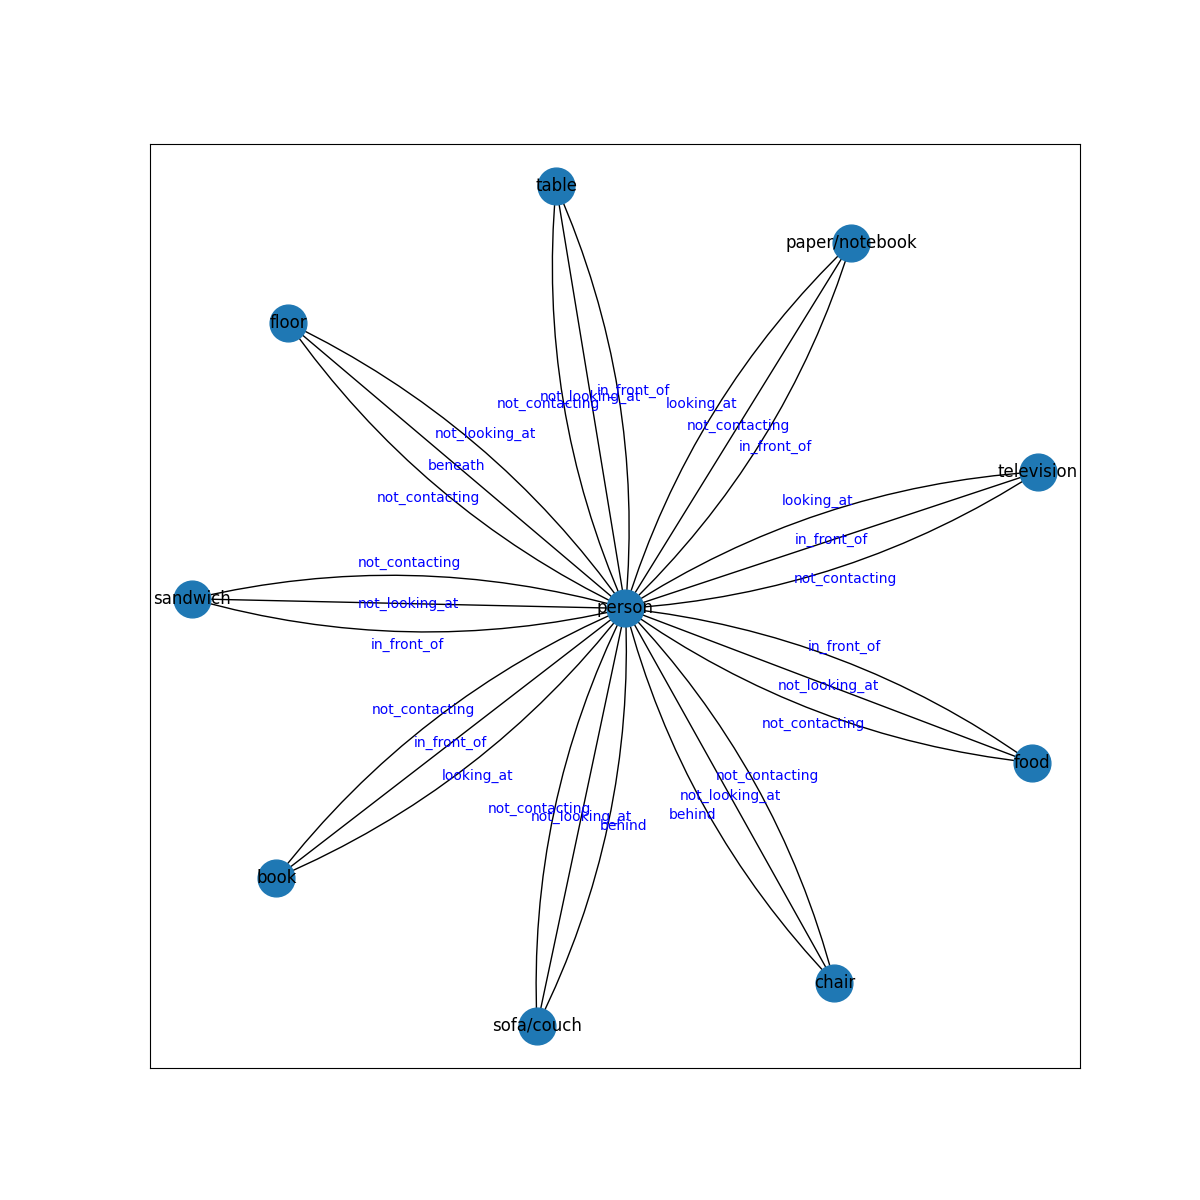 table
paper/notebook
floor
in_front_of
not_looking_at
not_contacting
looking_at
not_contacting
in_front_of
not_looking_at
beneath
not_contacting
television
looking_at
in_front_of
not_contacting
not_contacting
sandwich
not_looking_at
in_front_of
person
in_front_of
not_looking_at
not_contacting
food
not_contacting
in_front_of
looking_at
not_contacting
not_looking_at
behind
not_contacting
not_looking_at
behind
book
chair
sofa/couch